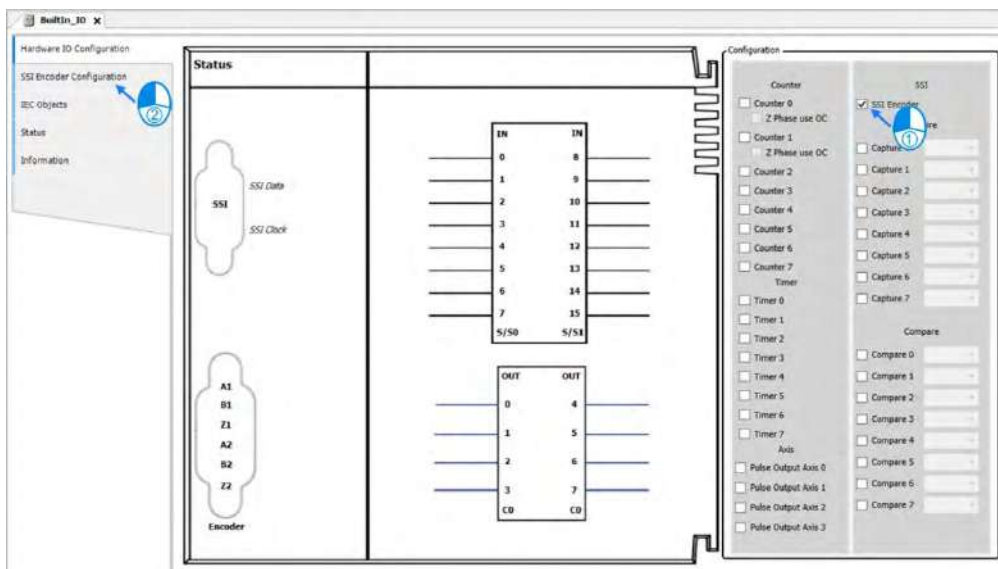 BuiltIn_IO x
Hardware IO Configuration
SSI Encoder Configuration
②
IEC Objects
Status
Information
Status
SSI
SSI Data
SSI Clock
A1
B1
Z1
A2
B2
Z2
Encoder
IN IN
0 8
1 9
2 10
3 11
4 12
5 13
6 14
7 15
S/S0 S/S1
OUT OUT
0 4
1 5
2 6
3 7
C0 C0
Configuration
Counter
Counter 0
Z Phase use OC
Counter 1
Z Phase use OC
Counter 2
Counter 3
Counter 4
Counter 5
Counter 6
Counter 7
Timer
Timer 0
Timer 1
Timer 2
Timer 3
Timer 4
Timer 5
Timer 6
Timer 7
Axis
Pulse Output Axis 0
Pulse Output Axis 1
Pulse Output Axis 2
Pulse Output Axis 3
SSI
SSI Encoder
①
Capture
Capture 1
Capture 2
Capture 3
Capture 4
Capture 5
Capture 6
Capture 7
Compare
Compare 0
Compare 1
Compare 2
Compare 3
Compare 4
Compare 5
Compare 6
Compare 7